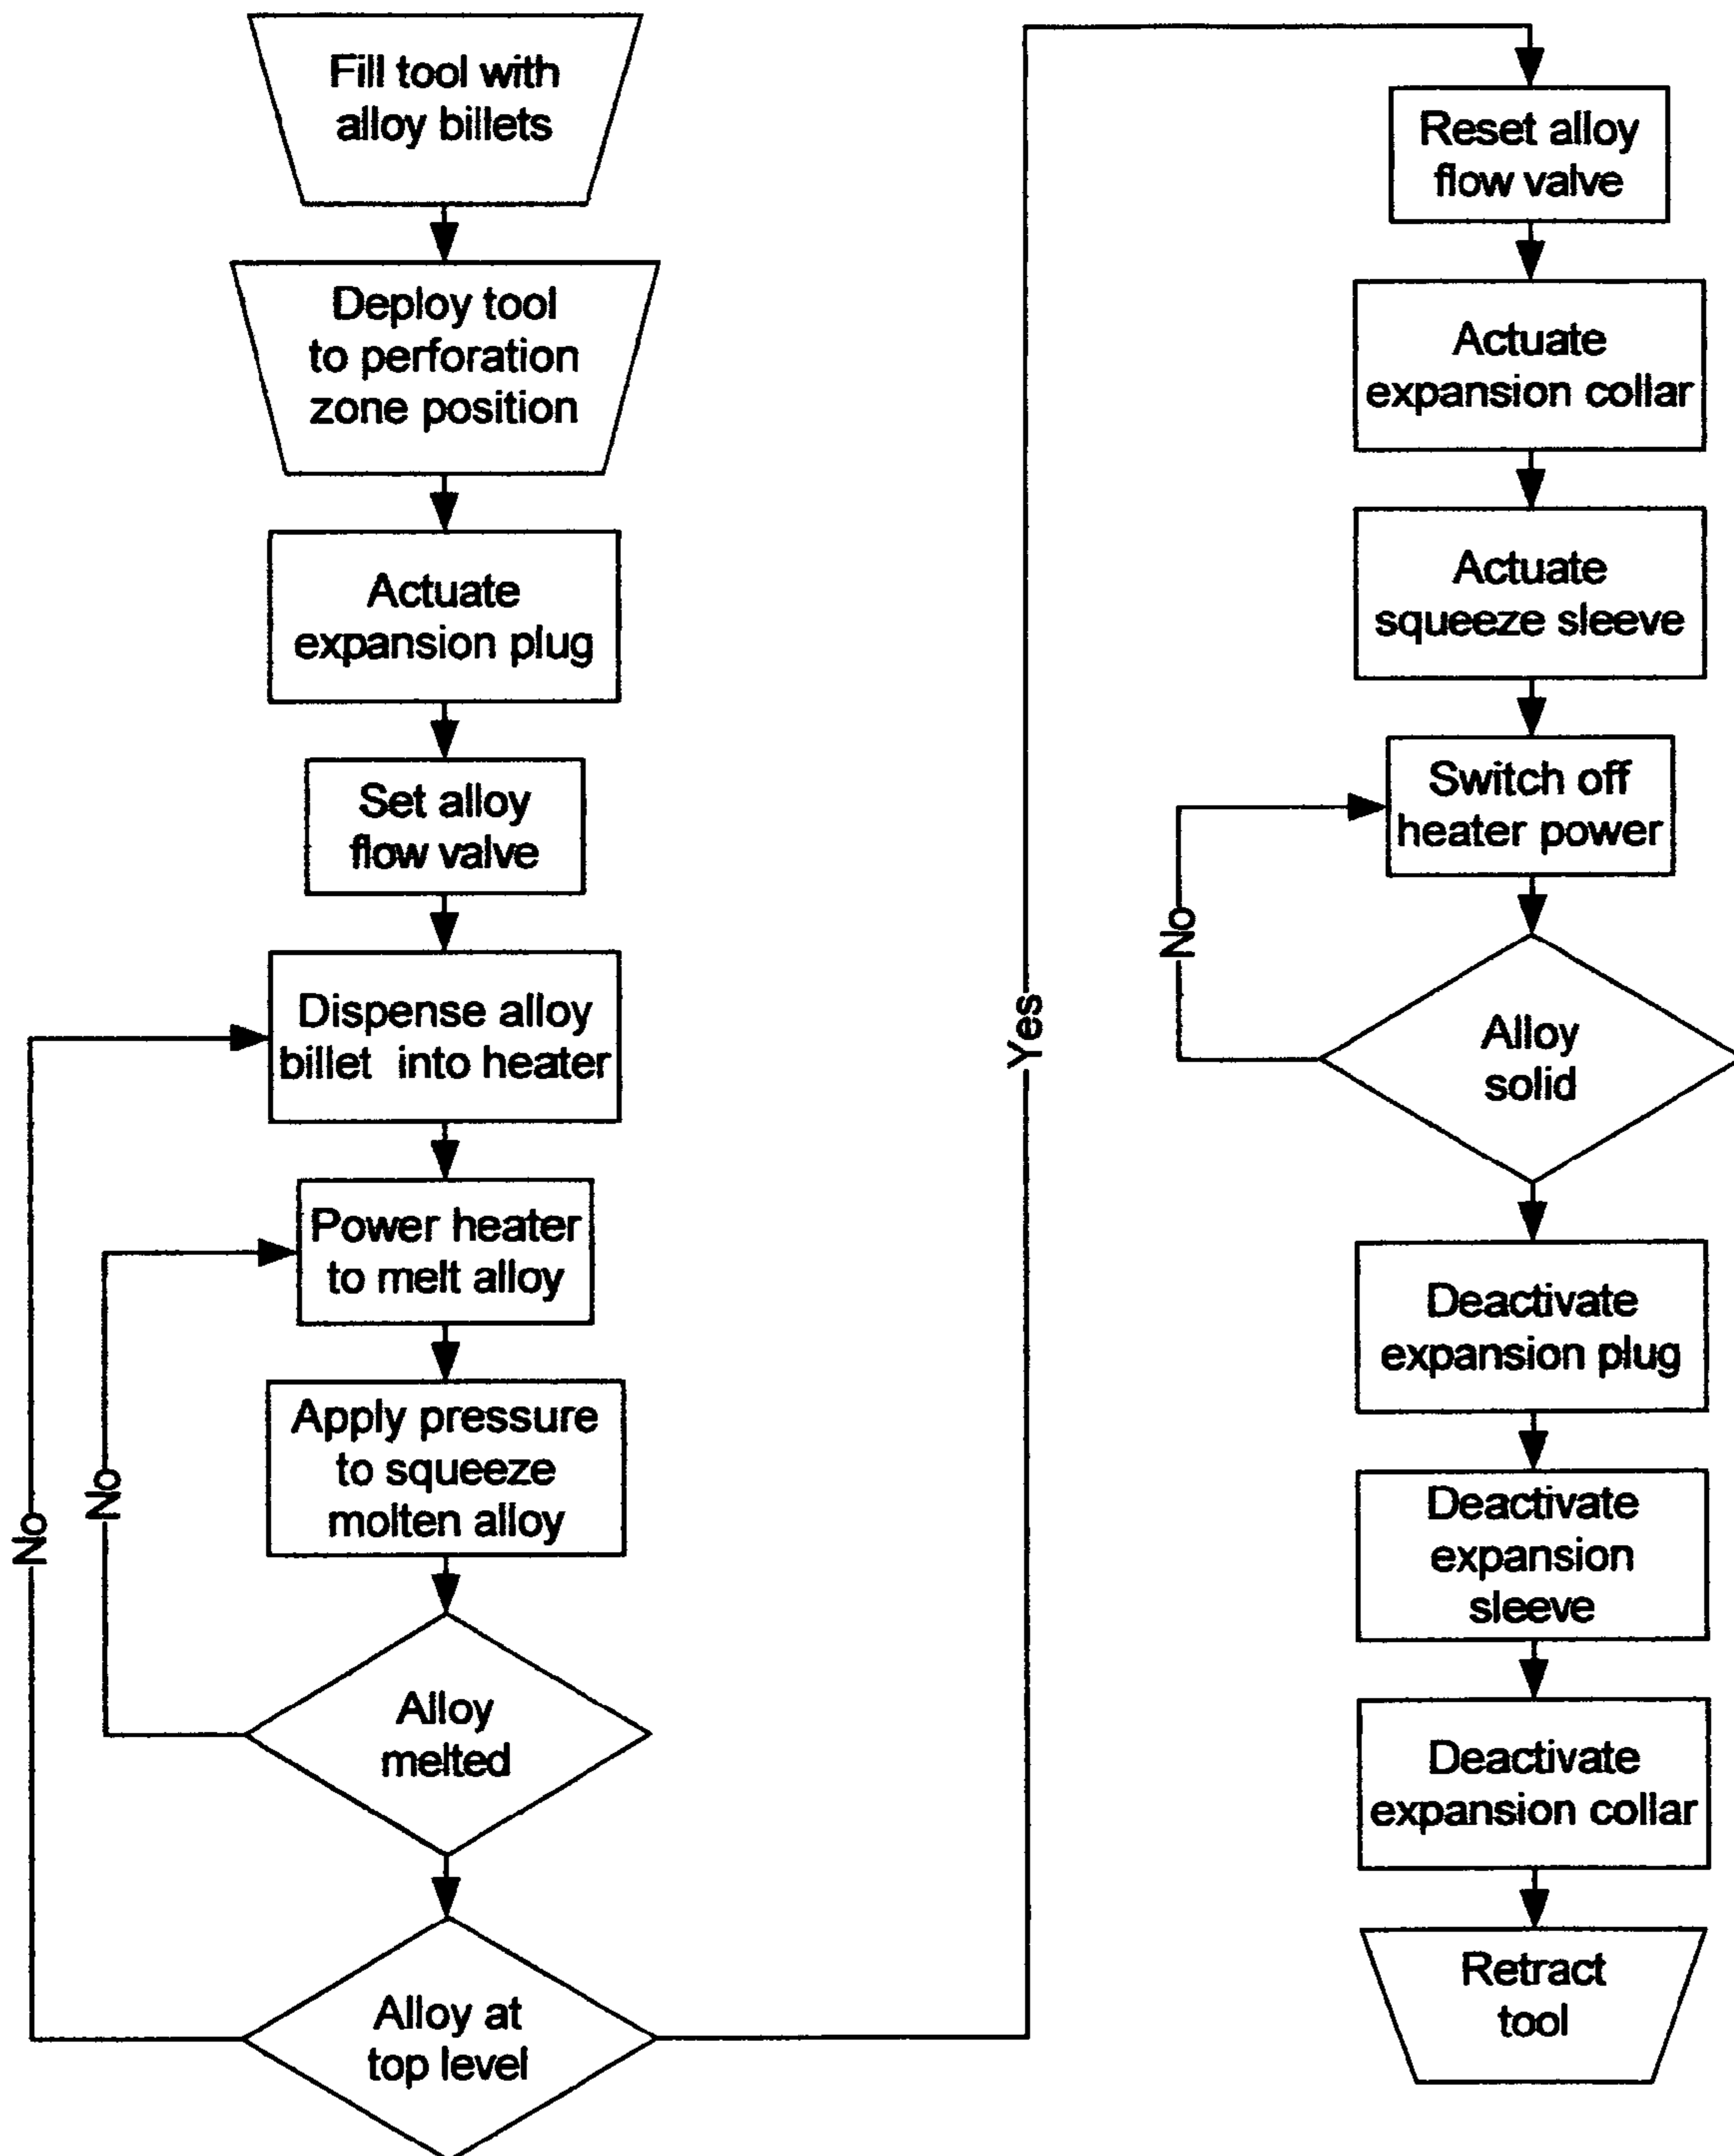 Fill tool with
alloy billets
Deploy tool
to perforation
zone position
Actuate
expansion plug
Set alloy
flow valve
Dispense alloy
billet into heater
Power heater
to melt alloy
Apply pressure
to squeeze
molten alloy
No
No
Alloy
melted
Alloy at
top level
Yes
Reset alloy
flow valve
Actuate
expansion collar
Actuate
squeeze sleeve
Switch off
heater power
No
Alloy
solid
Deactivate
expansion plug
Deactivate
expansion
sleeve
Deactivate
expansion collar
Retract
tool